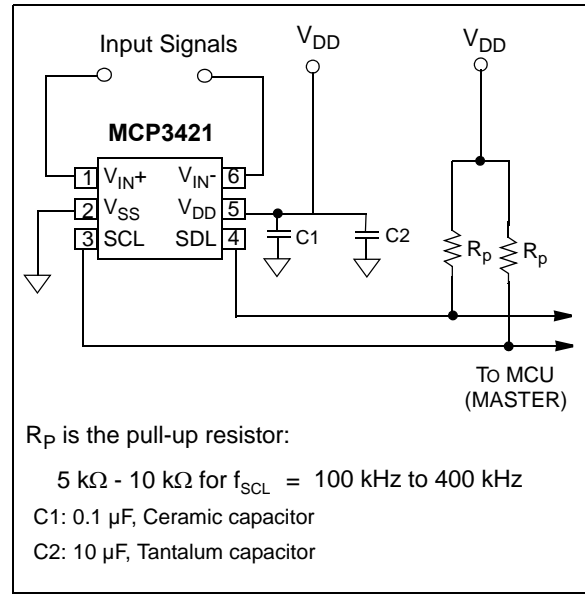 Input Signals
V_DD
V_DD
MCP3421
1 V_IN+ V_IN- 6
2 V_SS V_DD 5
3 SCL SDL 4
C1
C2
R_p
R_p
TO MCU
(MASTER)
R_P is the pull-up resistor:
5 kΩ - 10 kΩ for f_SCL = 100 kHz to 400 kHz
C1: 0.1 µF, Ceramic capacitor
C2: 10 µF, Tantalum capacitor